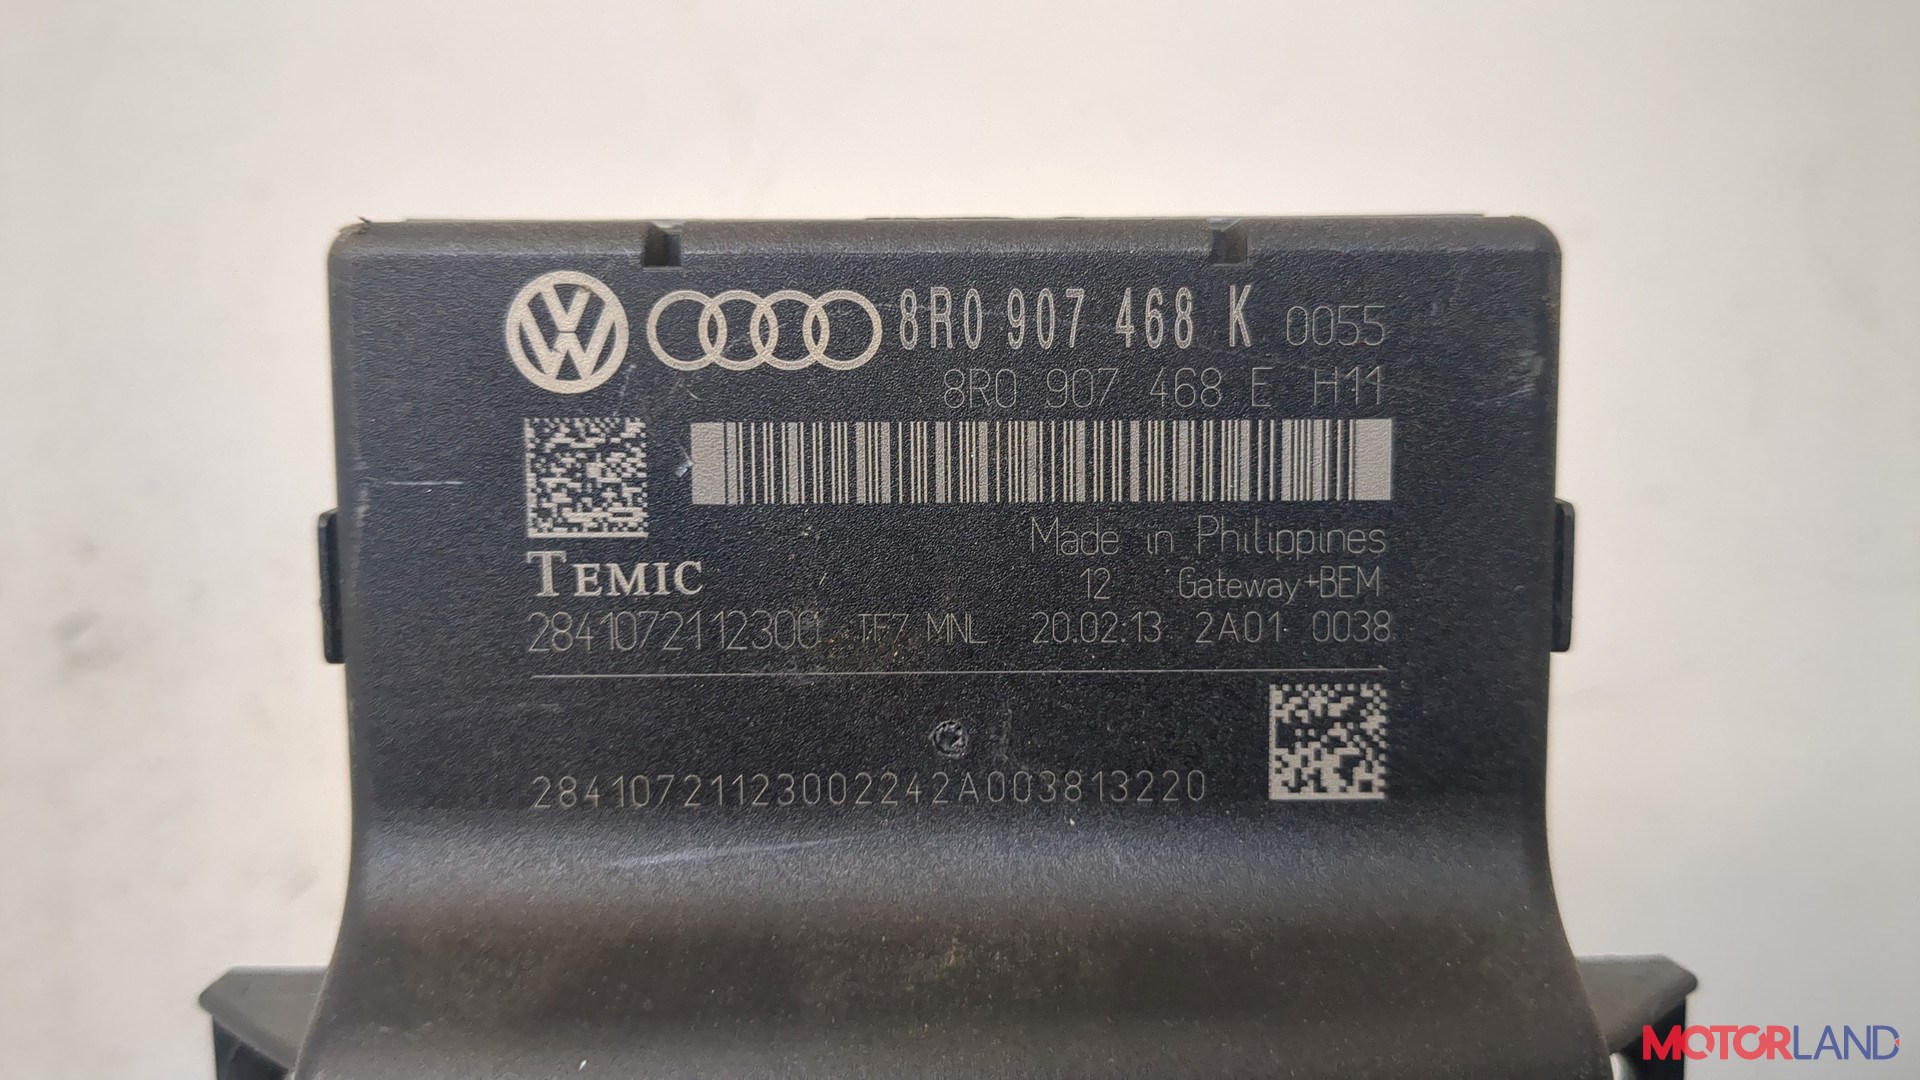 8R0 907 468 K 0055
8R0 907 468 E H11
Made in Philippines
TEMIC 12 Gateway+BEM
2841072112300 TF7 MNL 20.02.13 2A01 0038
28410721123002242A003813220
MOTORLAND